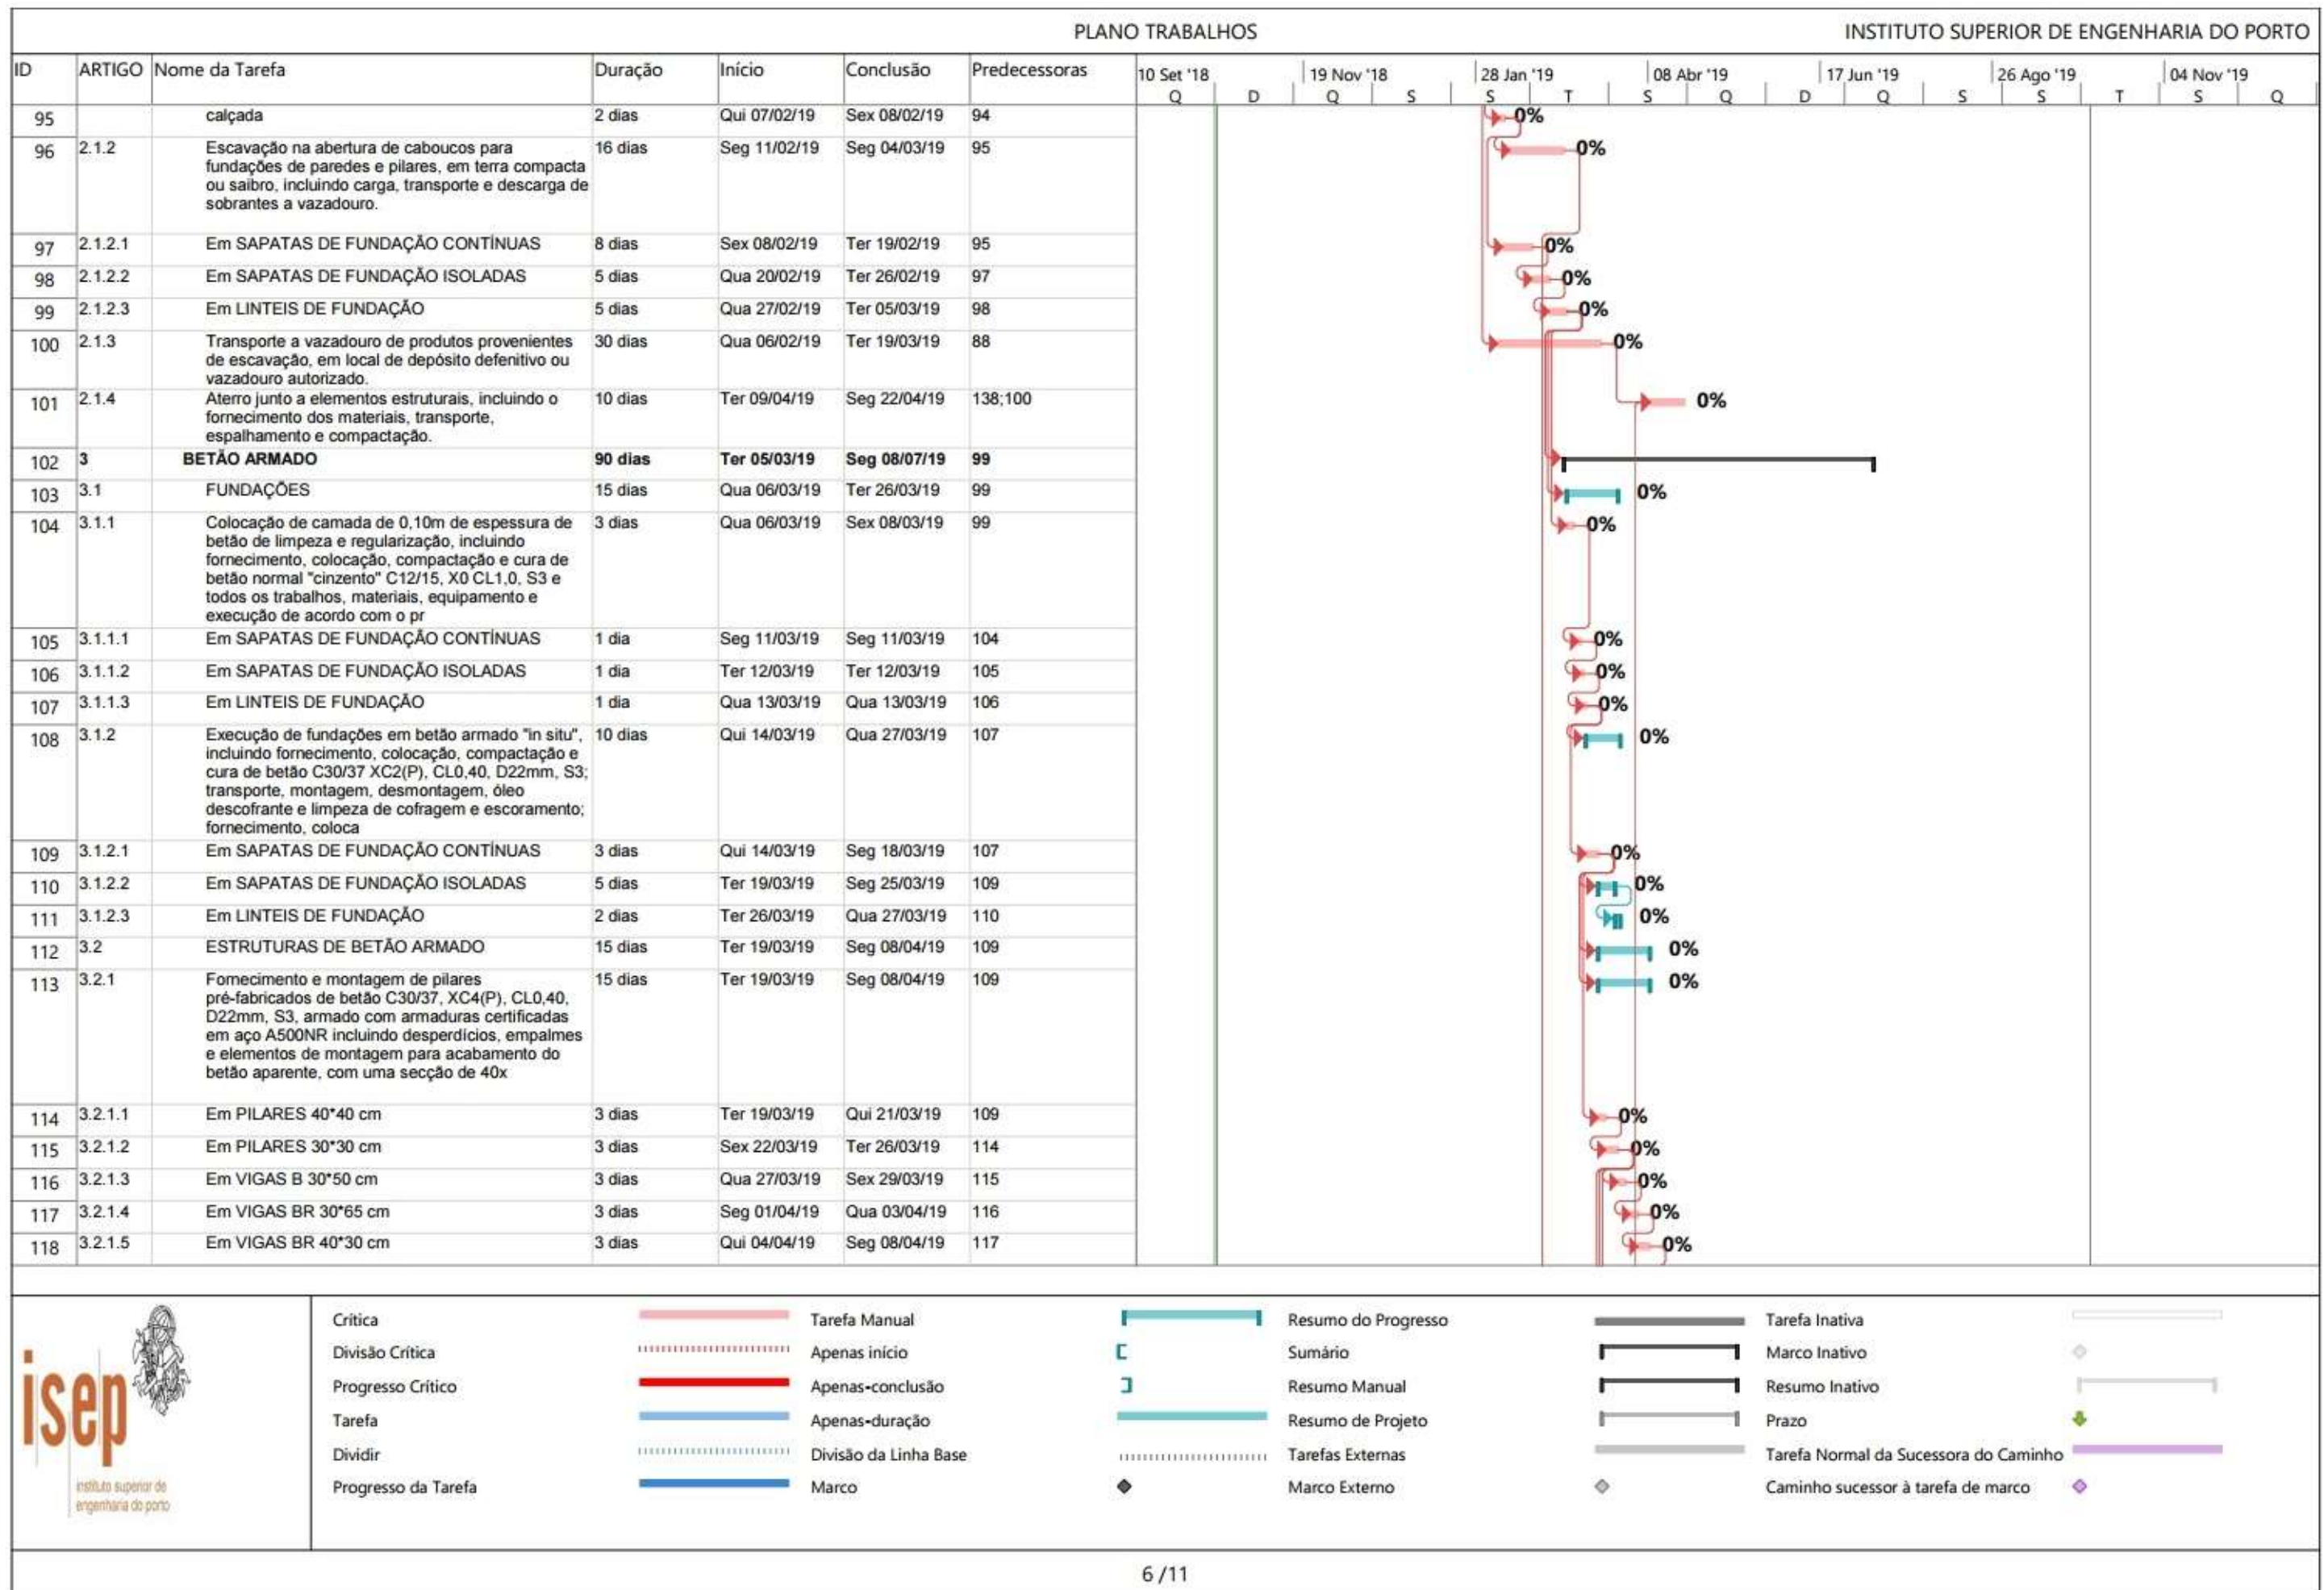 PLANO TRABALHOS
INSTITUTO SUPERIOR DE ENGENHARIA DO PORTO
ID ARTIGO Nome da Tarefa Duração Início Conclusão Predecessoras
10 Set '18 19 Nov '18 28 Jan '19 08 Abr '19 17 Jun '19 26 Ago '19 04 Nov '19
Q D Q S S T S Q D Q S S T S Q
95 calçada 2 dias Qui 07/02/19 Sex 08/02/19 94 0%
96 2.1.2 Escavação na abertura de caboucos para 16 dias Seg 11/02/19 Seg 04/03/19 95 0%
fundações de paredes e pilares, em terra compacta
ou saibro, incluindo carga, transporte e descarga de
sobrantes a vazadouro.
97 2.1.2.1 Em SAPATAS DE FUNDAÇÃO CONTÍNUAS 8 dias Sex 08/02/19 Ter 19/02/19 95 0%
98 2.1.2.2 Em SAPATAS DE FUNDAÇÃO ISOLADAS 5 dias Qua 20/02/19 Ter 26/02/19 97 0%
99 2.1.2.3 Em LINTEIS DE FUNDAÇÃO 5 dias Qua 27/02/19 Ter 05/03/19 98 0%
100 2.1.3 Transporte a vazadouro de produtos provenientes 30 dias Qua 06/02/19 Ter 19/03/19 88 0%
de escavação, em local de depósito defenitivo ou
vazadouro autorizado.
101 2.1.4 Aterro junto a elementos estruturais, incluindo o 10 dias Ter 09/04/19 Seg 22/04/19 138;100 0%
fornecimento dos materiais, transporte,
espalhamento e compactação.
102 3 BETÃO ARMADO 90 dias Ter 05/03/19 Seg 08/07/19 99
103 3.1 FUNDAÇÕES 15 dias Qua 06/03/19 Ter 26/03/19 99 0%
104 3.1.1 Colocação de camada de 0,10m de espessura de 3 dias Qua 06/03/19 Sex 08/03/19 99 0%
betão de limpeza e regularização, incluindo
fornecimento, colocação, compactação e cura de
betão normal "cinzento" C12/15, X0 CL1,0, S3 e
todos os trabalhos, materiais, equipamento e
execução de acordo com o pr
105 3.1.1.1 Em SAPATAS DE FUNDAÇÃO CONTÍNUAS 1 dia Seg 11/03/19 Seg 11/03/19 104 0%
106 3.1.1.2 Em SAPATAS DE FUNDAÇÃO ISOLADAS 1 dia Ter 12/03/19 Ter 12/03/19 105 0%
107 3.1.1.3 Em LINTEIS DE FUNDAÇÃO 1 dia Qua 13/03/19 Qua 13/03/19 106 0%
108 3.1.2 Execução de fundações em betão armado "in situ", 10 dias Qui 14/03/19 Qua 27/03/19 107 0%
incluindo fornecimento, colocação, compactação e
cura de betão C30/37 XC2(P), CL0,40, D22mm, S3;
transporte, montagem, desmontagem, óleo
descofrante e limpeza de cofragem e escoramento;
fornecimento, coloca
109 3.1.2.1 Em SAPATAS DE FUNDAÇÃO CONTÍNUAS 3 dias Qui 14/03/19 Seg 18/03/19 107 0%
110 3.1.2.2 Em SAPATAS DE FUNDAÇÃO ISOLADAS 5 dias Ter 19/03/19 Seg 25/03/19 109 0%
111 3.1.2.3 Em LINTEIS DE FUNDAÇÃO 2 dias Ter 26/03/19 Qua 27/03/19 110 0%
112 3.2 ESTRUTURAS DE BETÃO ARMADO 15 dias Ter 19/03/19 Seg 08/04/19 109 0%
113 3.2.1 Fornecimento e montagem de pilares 15 dias Ter 19/03/19 Seg 08/04/19 109 0%
pré-fabricados de betão C30/37, XC4(P), CL0,40,
D22mm, S3, armado com armaduras certificadas
em aço A500NR incluindo desperdícios, empalmes
e elementos de montagem para acabamento do
betão aparente, com uma secção de 40x
114 3.2.1.1 Em PILARES 40*40 cm 3 dias Ter 19/03/19 Qui 21/03/19 109 0%
115 3.2.1.2 Em PILARES 30*30 cm 3 dias Sex 22/03/19 Ter 26/03/19 114 0%
116 3.2.1.3 Em VIGAS B 30*50 cm 3 dias Qua 27/03/19 Sex 29/03/19 115 0%
117 3.2.1.4 Em VIGAS BR 30*65 cm 3 dias Seg 01/04/19 Qua 03/04/19 116 0%
118 3.2.1.5 Em VIGAS BR 40*30 cm 3 dias Qui 04/04/19 Seg 08/04/19 117 0%
isep
instituto superior de
engenharia do porto
Crítica Tarefa Manual Resumo do Progresso Tarefa Inativa
Divisão Crítica Apenas início Sumário Marco Inativo
Progresso Crítico Apenas-conclusão Resumo Manual Resumo Inativo
Tarefa Apenas-duração Resumo de Projeto Prazo
Dividir Divisão da Linha Base Tarefas Externas Tarefa Normal da Sucessora do Caminho
Progresso da Tarefa Marco Marco Externo Caminho sucessor à tarefa de marco
6 /11